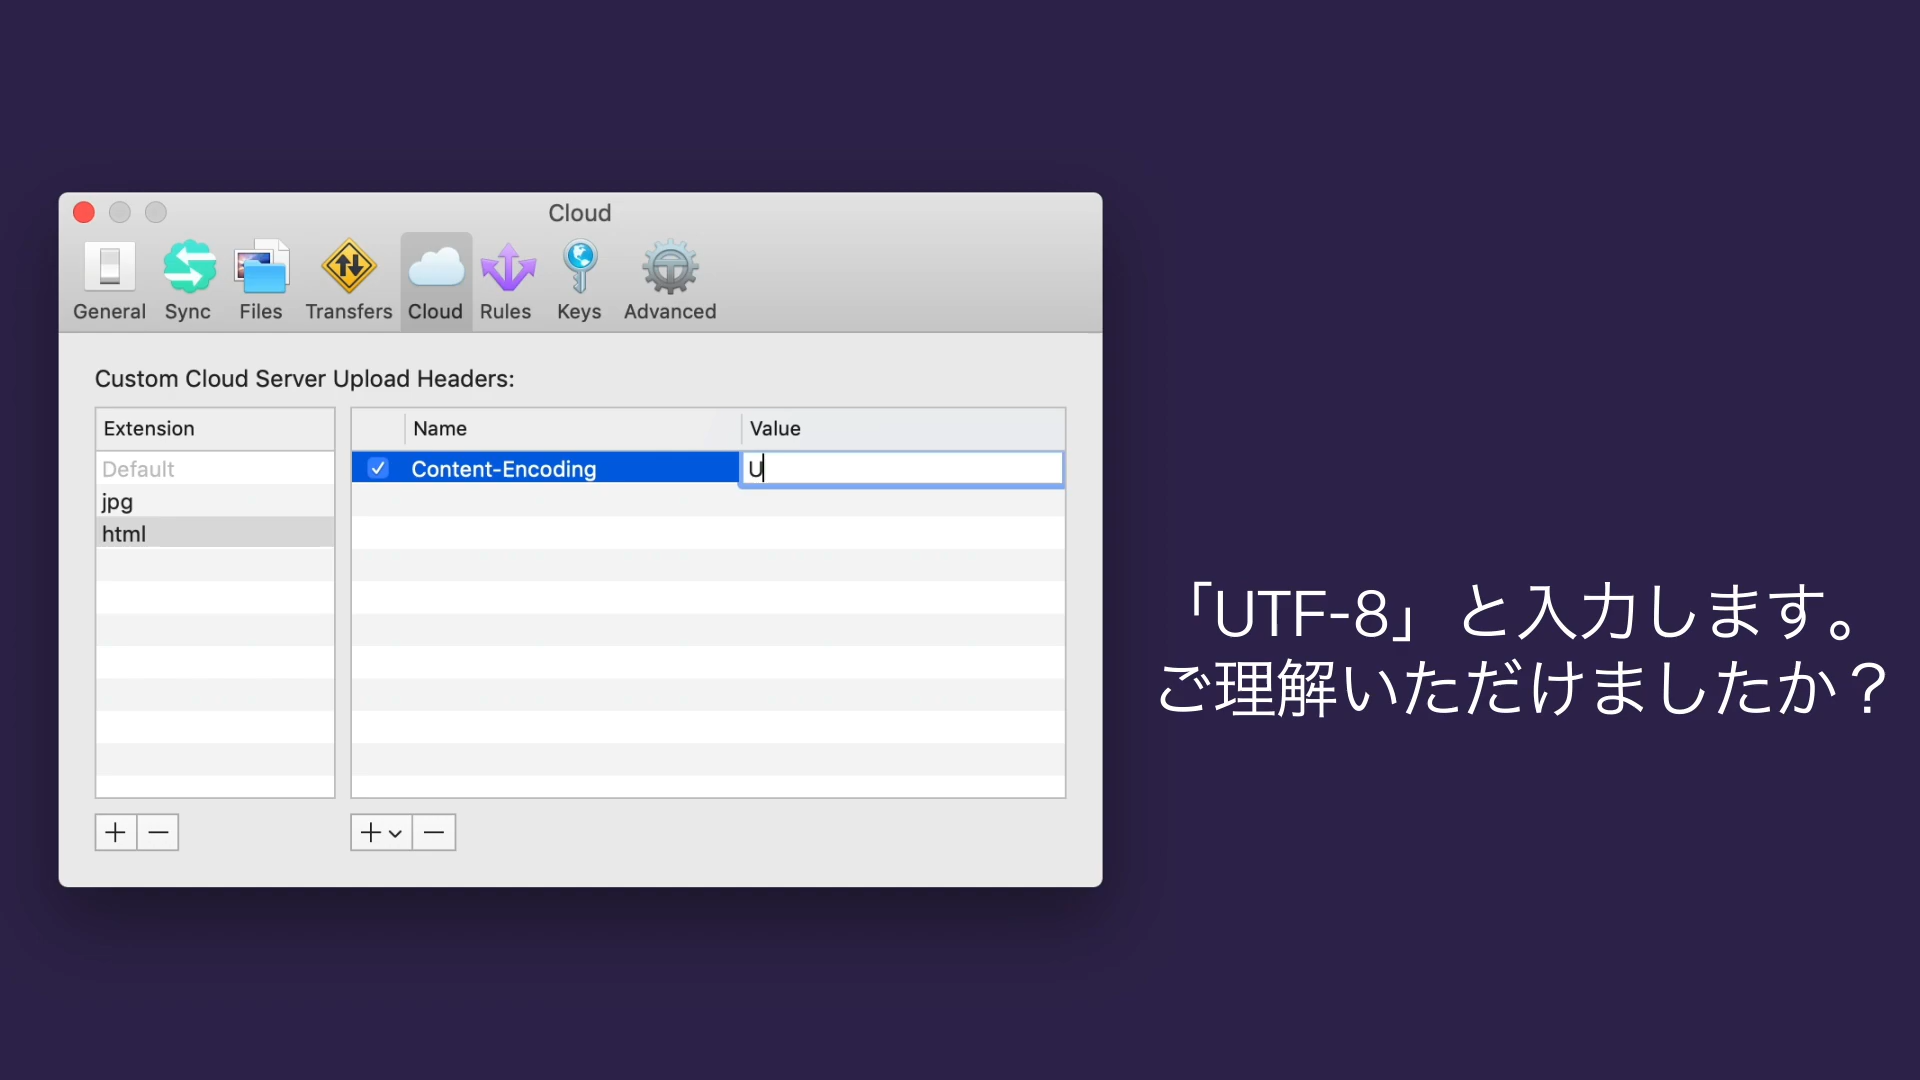 Cloud
General Sync Files Transfers Cloud Rules Keys Advanced
Custom Cloud Server Upload Headers:
Extension
Default
jpg
html
Name Value
Content-Encoding U
「UTF-8」と入力します。
ご理解いただけましたか？